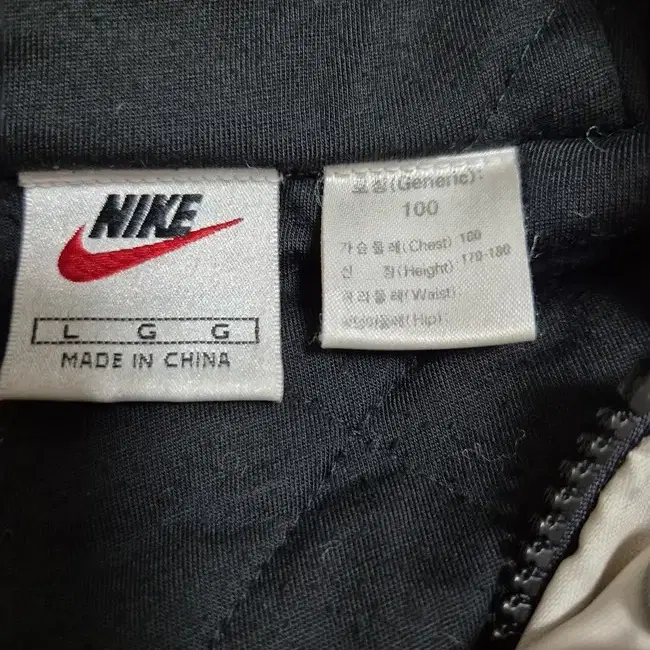 NIKE
L G G
MADE IN CHINA
호칭(Generic):
100
가슴둘레(Chest) 100
신 장(Height) 170-180
허리둘레(Waist)
엉덩이둘레(Hip)